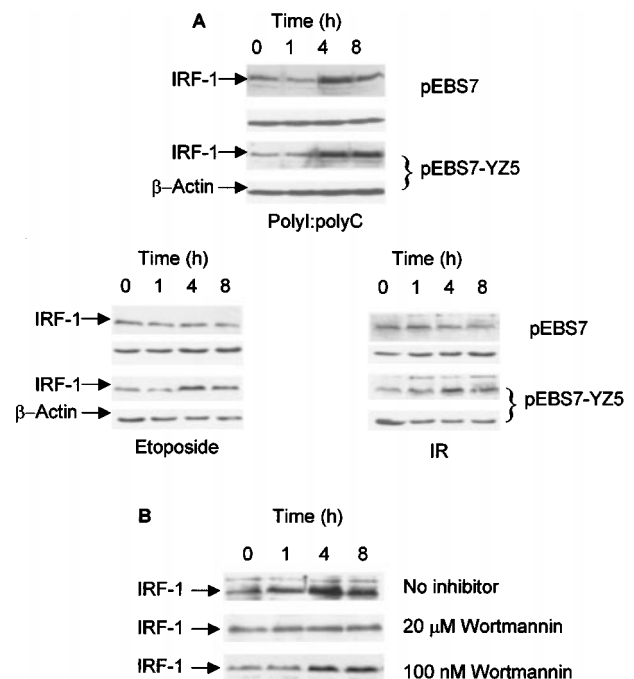 A
Time (h)
0 1 4 8
IRF-1
pEBS7
IRF-1
pEBS7-YZ5
β–Actin
PolyI:polyC
Time (h)
0 1 4 8
IRF-1
IRF-1
β–Actin
Etoposide
Time (h)
0 1 4 8
pEBS7
pEBS7-YZ5
IR
B
Time (h)
0 1 4 8
IRF-1
No inhibitor
IRF-1
20 μM Wortmannin
IRF-1
100 nM Wortmannin